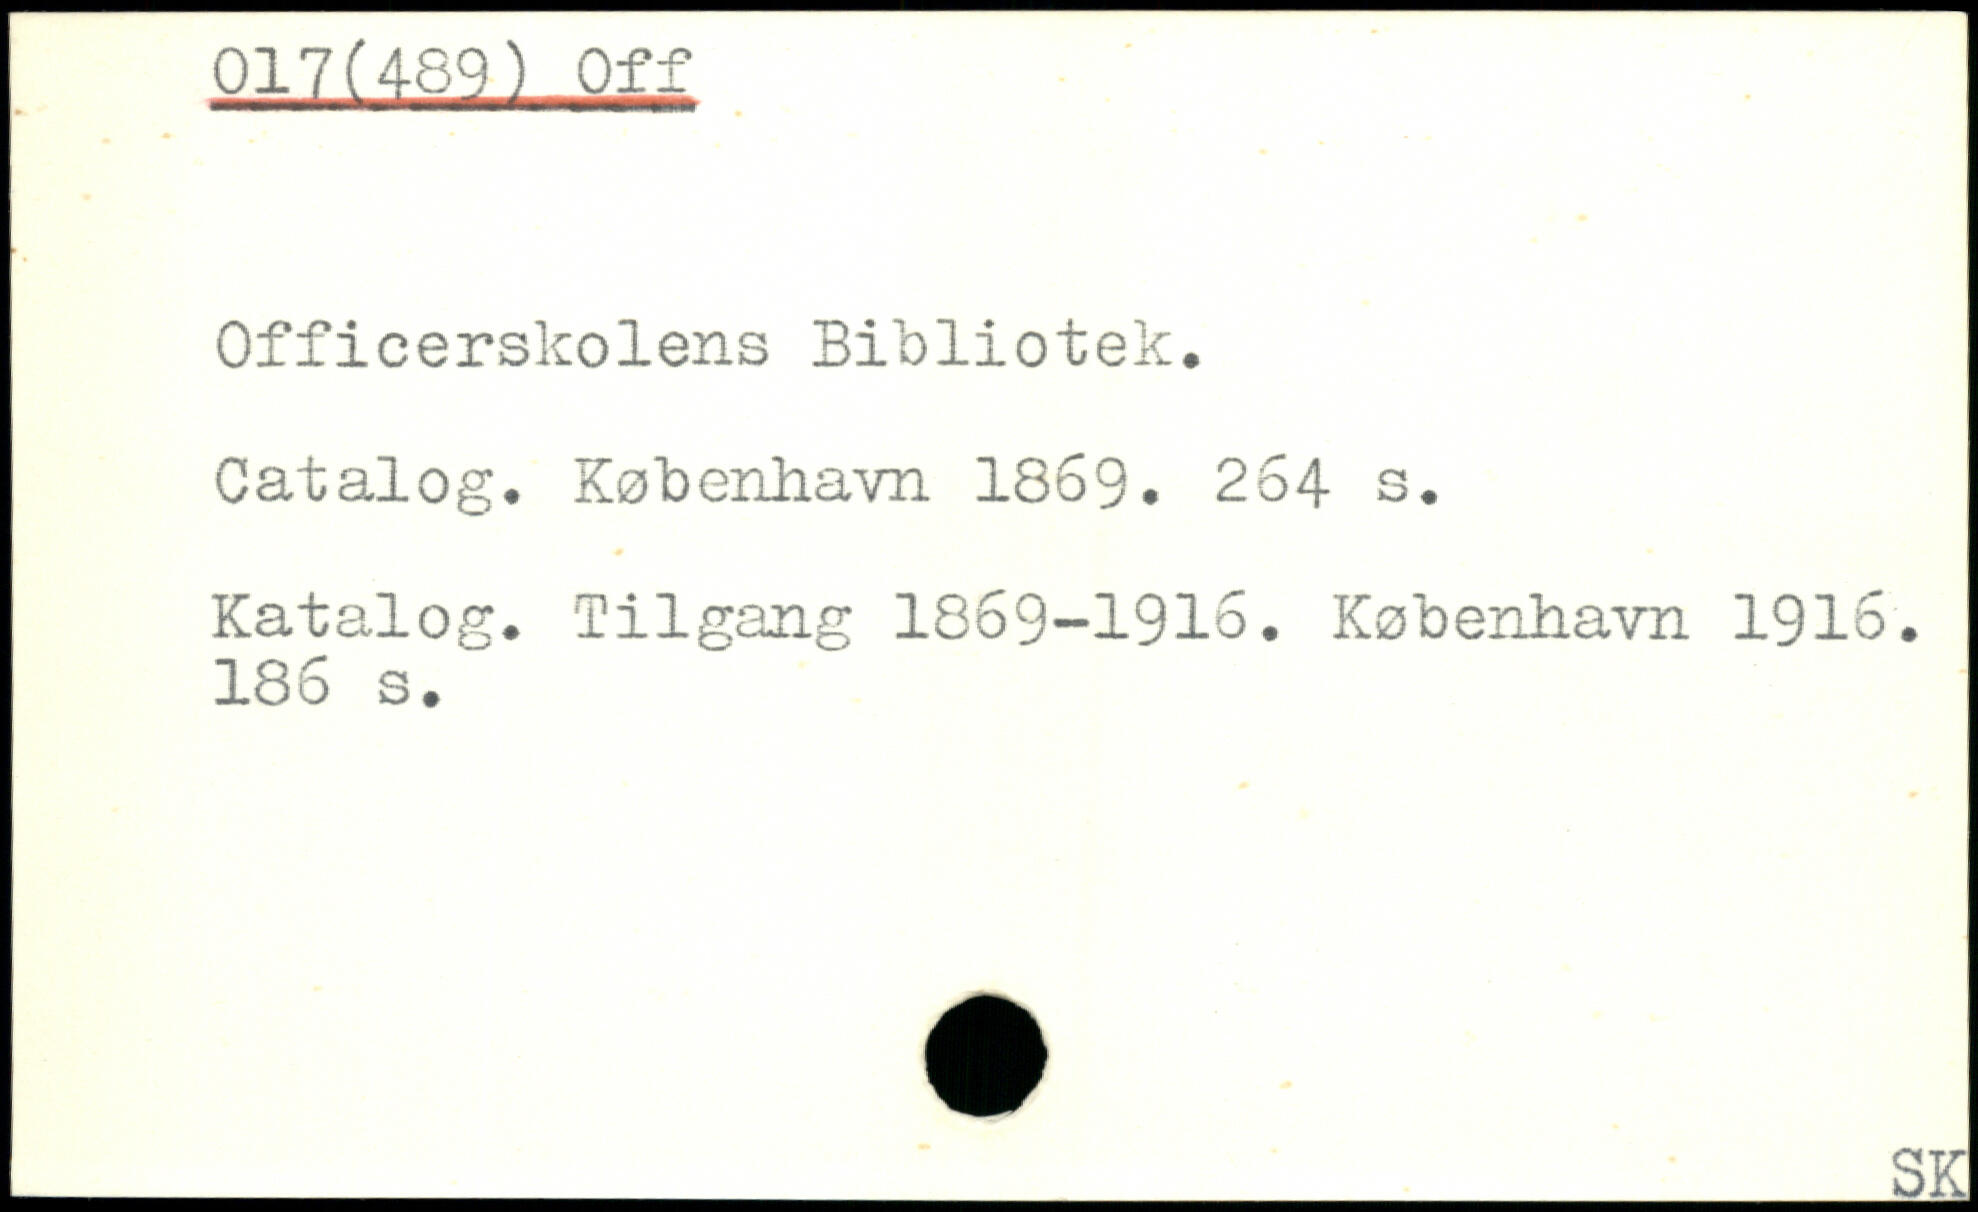 017(489) Off
Officerskolens Bibliotek.
Catalog. København 1869. 264 s.
Katalog. Tilgang 1869-1916. København 1916.
186 s.
SK